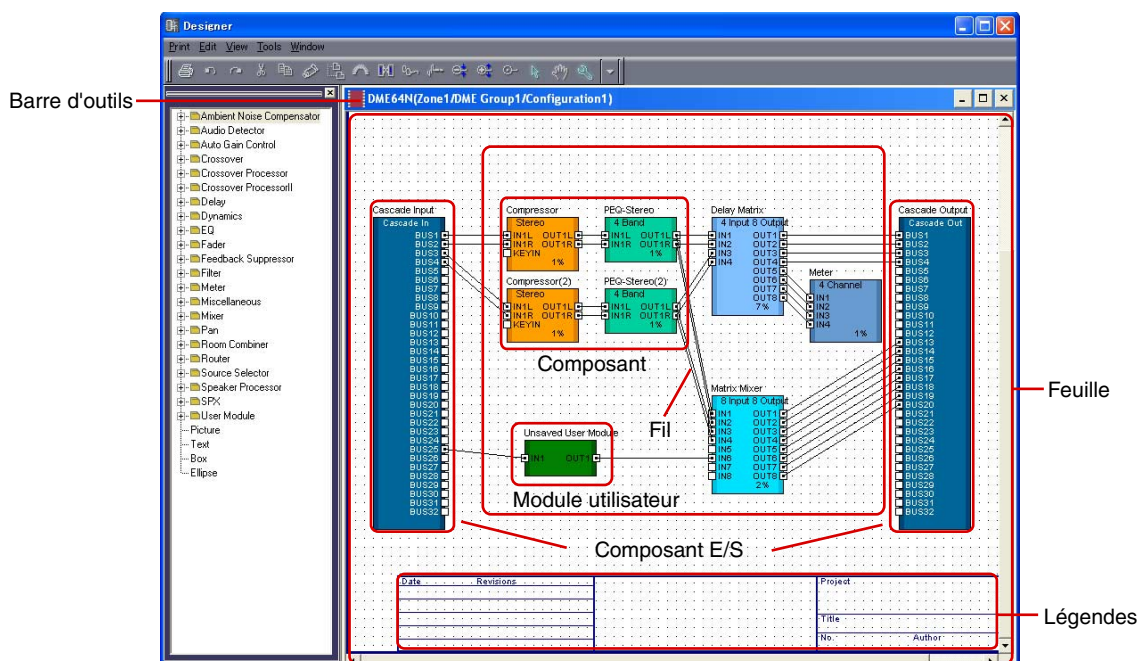 Designer
Print Edit View Tools Window
Barre d'outils
DME64N(Zone1/DME Group1/Configuration1)
Ambient Noise Compensator
Audio Detector
Auto Gain Control
Crossover
Crossover Processor
Crossover ProcessorII
Delay
Dynamics
EQ
Fader
Feedback Suppressor
Filter
Meter
Miscellaneous
Mixer
Pan
Room Combiner
Router
Source Selector
Speaker Processor
SPX
User Module
Picture
Text
Box
Ellipse
Cascade Input
Cascade In
BUS1
BUS2
BUS3
BUS4
BUS5
BUS6
BUS7
BUS8
BUS9
BUS10
BUS11
BUS12
BUS13
BUS14
BUS15
BUS16
BUS17
BUS18
BUS19
BUS20
BUS21
BUS22
BUS23
BUS24
BUS25
BUS26
BUS27
BUS28
BUS29
BUS30
BUS31
BUS32
Compressor
Stereo
IN1L OUT1L
IN1R OUT1R
KEYIN
1%
PEQ-Stereo
4 Band
IN1L OUT1L
IN1R OUT1R
1%
Compressor(2)
Stereo
IN1L OUT1L
IN1R OUT1R
KEYIN
1%
PEQ-Stereo(2)
4 Band
IN1L OUT1L
IN1R OUT1R
1%
Composant
Delay Matrix
4 Input 8 Output
IN1 OUT1
IN2 OUT2
IN3 OUT3
IN4 OUT4
OUT5
OUT6
OUT7
OUT8
7%
Meter
4 Channel
IN1
IN2
IN3
IN4
1%
Fil
Matrix Mixer
8 Input 8 Output
IN1 OUT1
IN2 OUT2
IN3 OUT3
IN4 OUT4
IN5 OUT5
IN6 OUT6
IN7 OUT7
IN8 OUT8
2%
Unsaved User Module
IN1 OUT1
Module utilisateur
Cascade Output
Cascade Out
BUS1
BUS2
BUS3
BUS4
BUS5
BUS6
BUS7
BUS8
BUS9
BUS10
BUS11
BUS12
BUS13
BUS14
BUS15
BUS16
BUS17
BUS18
BUS19
BUS20
BUS21
BUS22
BUS23
BUS24
BUS25
BUS26
BUS27
BUS28
BUS29
BUS30
BUS31
BUS32
Feuille
Composant E/S
Date Revisions
Project
Title
No. Author
Légendes